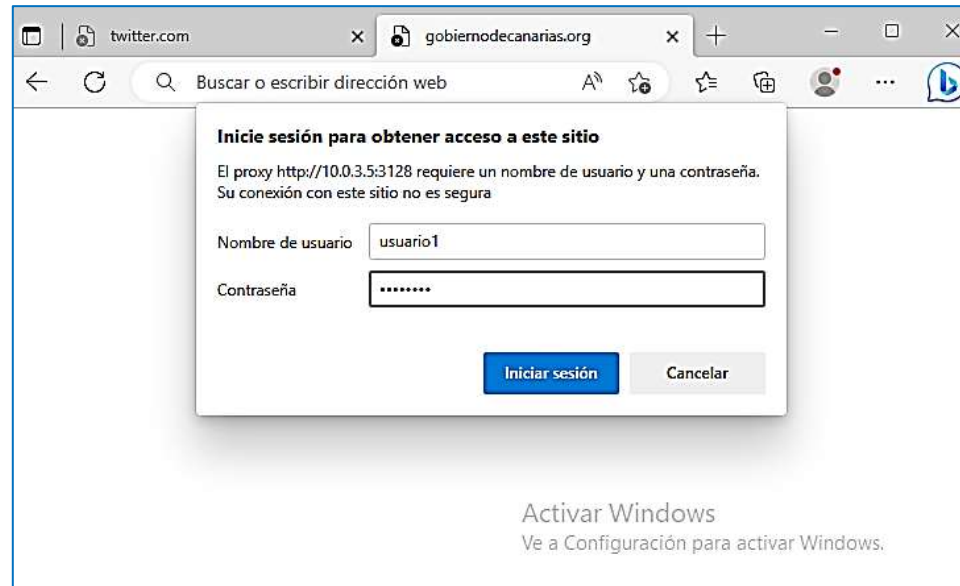 twitter.com
gobiernodecanarias.org
Buscar o escribir dirección web
Inicie sesión para obtener acceso a este sitio
El proxy http://10.0.3.5:3128 requiere un nombre de usuario y una contraseña.
Su conexión con este sitio no es segura
Nombre de usuario
usuario1
Contraseña
••••••••
Iniciar sesión
Cancelar
Activar Windows
Ve a Configuración para activar Windows.